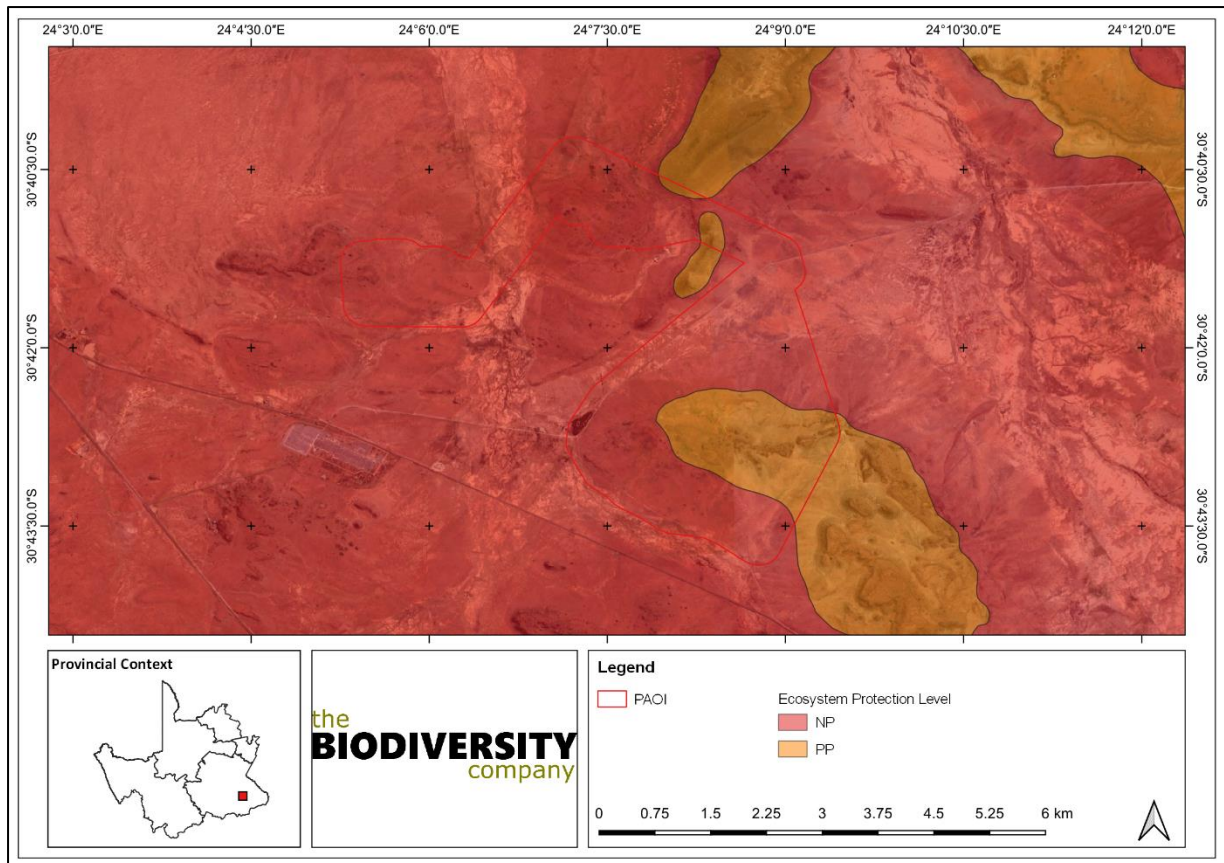 24°3'0.0"E 24°4'30.0"E 24°6'0.0"E 24°7'30.0"E 24°9'0.0"E 24°10'30.0"E 24°12'0.0"E
30°40'30.0"S 30°40'30.0"S
30°42'0.0"S 30°42'0.0"S
30°43'30.0"S 30°43'30.0"S
Provincial Context
the
BIODIVERSITY
company
Legend
PAOI
Ecosystem Protection Level
NP
PP
0 0.75 1.5 2.25 3 3.75 4.5 5.25 6 km